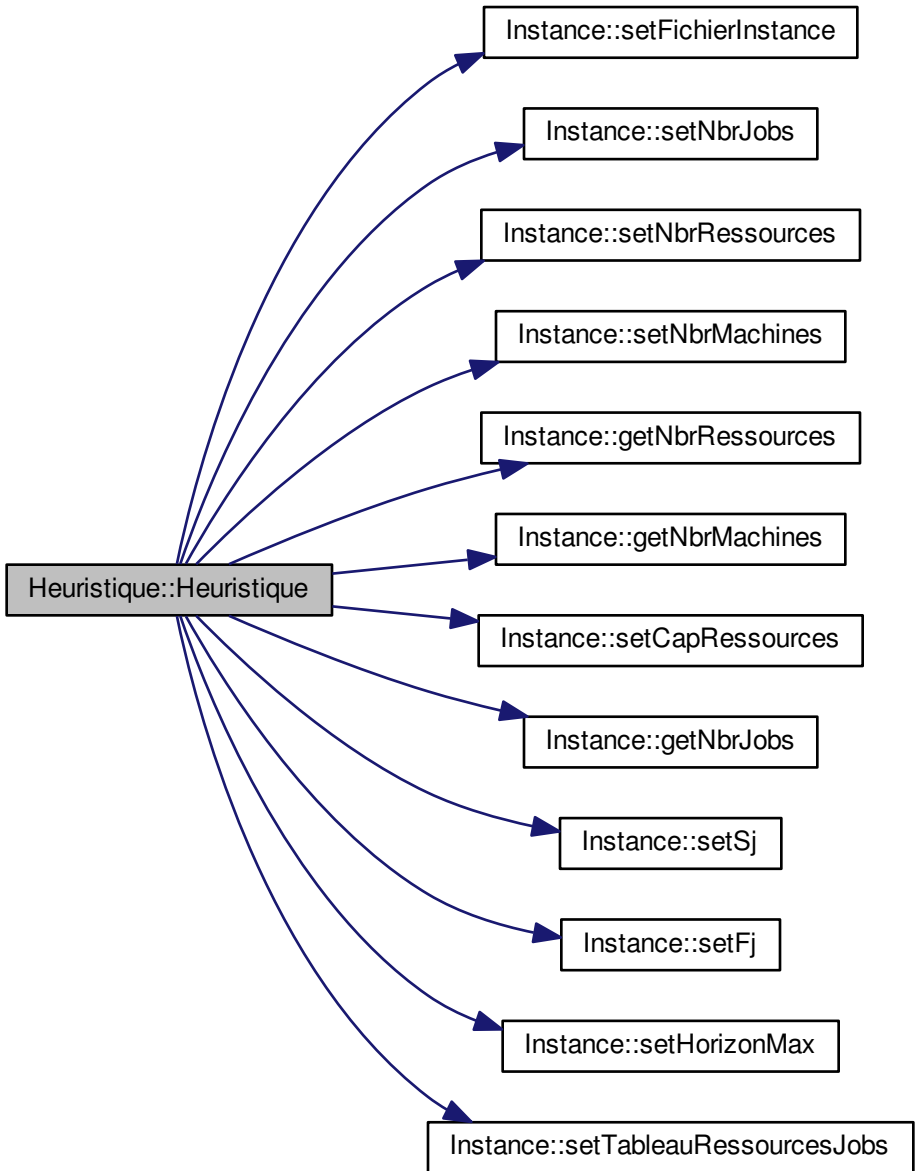 Instance::setFichierInstance
Instance::setNbrJobs
Instance::setNbrRessources
Instance::setNbrMachines
Instance::getNbrRessources
Instance::getNbrMachines
Heuristique::Heuristique
Instance::setCapRessources
Instance::getNbrJobs
Instance::setSj
Instance::setFj
Instance::setHorizonMax
Instance::setTableauRessourcesJobs